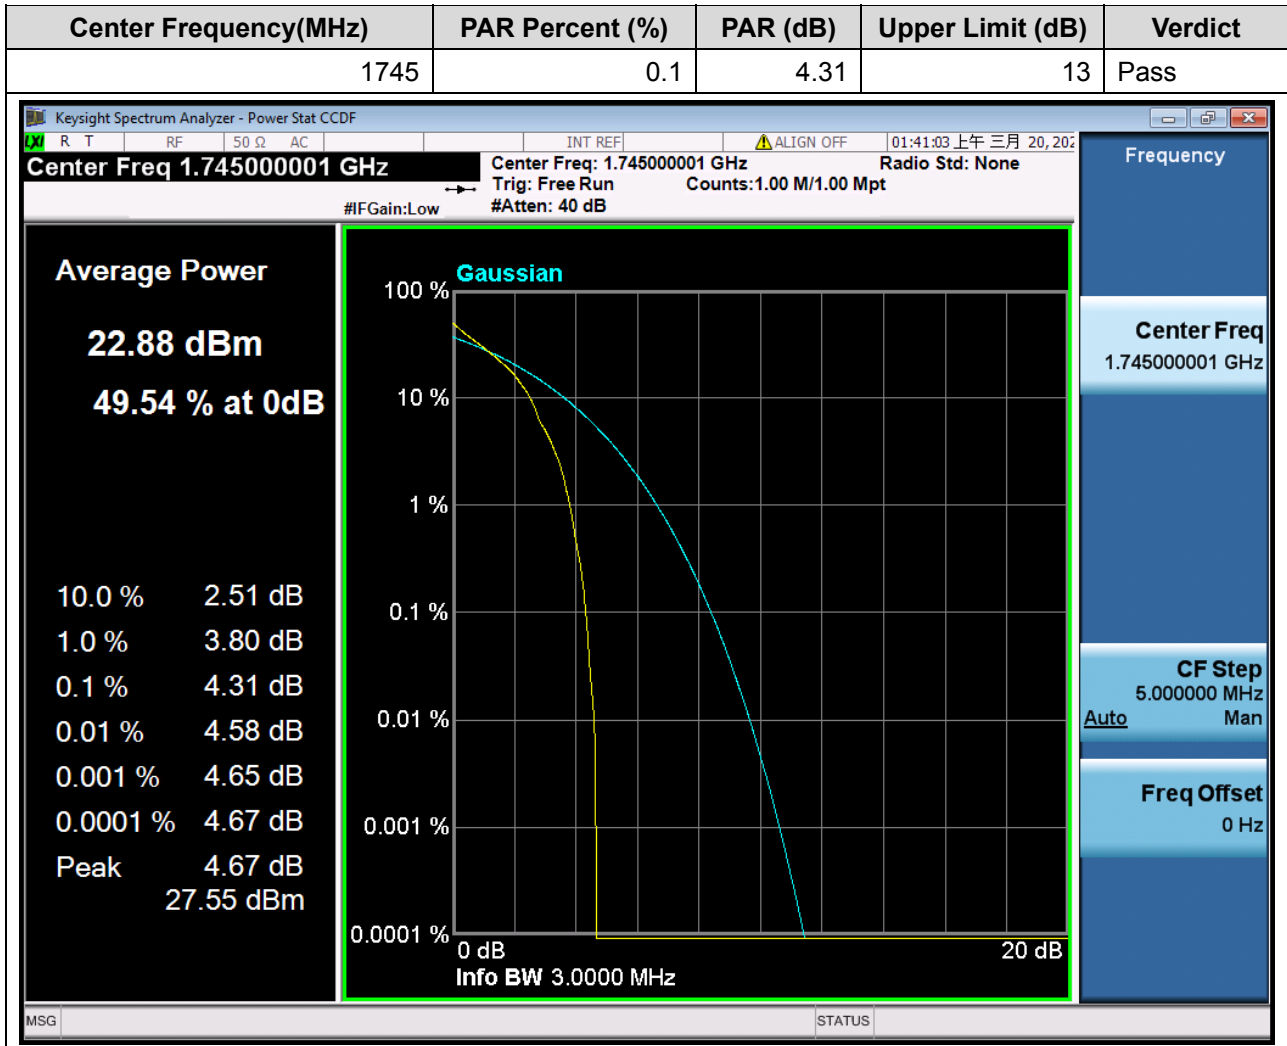 Center Frequency(MHz) PAR Percent (%) PAR (dB) Upper Limit (dB) Verdict
1745 0.1 4.31 13 Pass
Keysight Spectrum Analyzer - Power Stat CCDF
LXI R T RF 50 Ω AC INT REF ALIGN OFF 01:41:03 上午 三月 20, 202
Center Freq 1.745000001 GHz
#IFGain:Low
Center Freq: 1.745000001 GHz Radio Std: None
Trig: Free Run Counts:1.00 M/1.00 Mpt
#Atten: 40 dB
Average Power
22.88 dBm
49.54 % at 0dB
10.0 % 2.51 dB
1.0 % 3.80 dB
0.1 % 4.31 dB
0.01 % 4.58 dB
0.001 % 4.65 dB
0.0001 % 4.67 dB
Peak 4.67 dB
27.55 dBm
Gaussian
100 %
10 %
1 %
0.1 %
0.01 %
0.001 %
0.0001 %
0 dB 20 dB
Info BW 3.0000 MHz
Frequency
Center Freq
1.745000001 GHz
CF Step
5.000000 MHz
Auto Man
Freq Offset
0 Hz
MSG STATUS